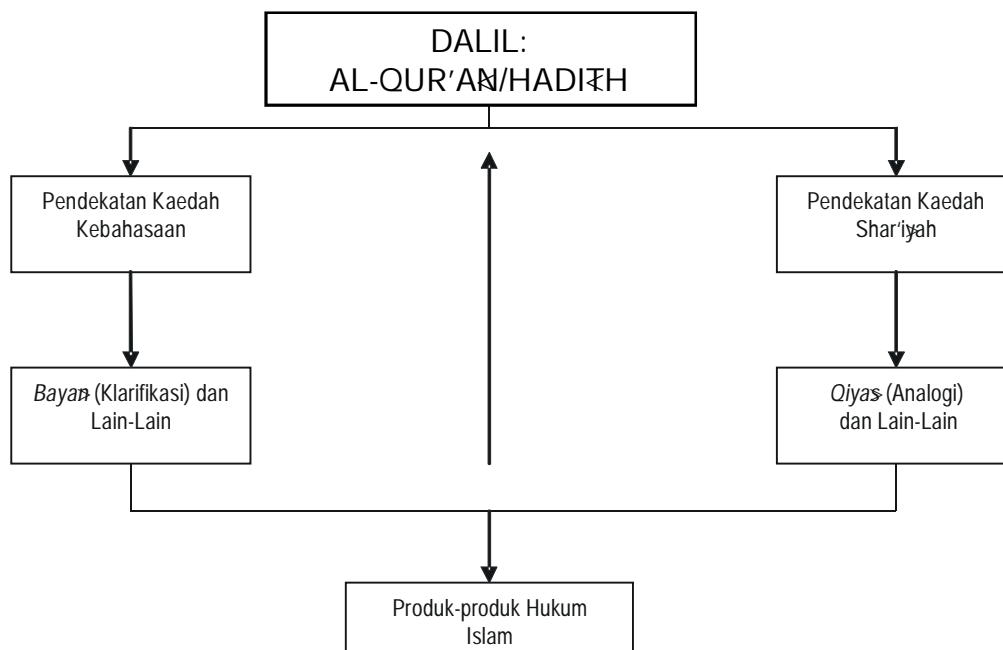 DALIL:
AL-QUR'AN/HADITH
Pendekatan Kaedah
Kebahasaan
Pendekatan Kaedah
Shar'iyah
Bayan (Klarifikasi) dan
Lain-Lain
Qiyas (Analogi)
dan Lain-Lain
Produk-produk Hukum
Islam